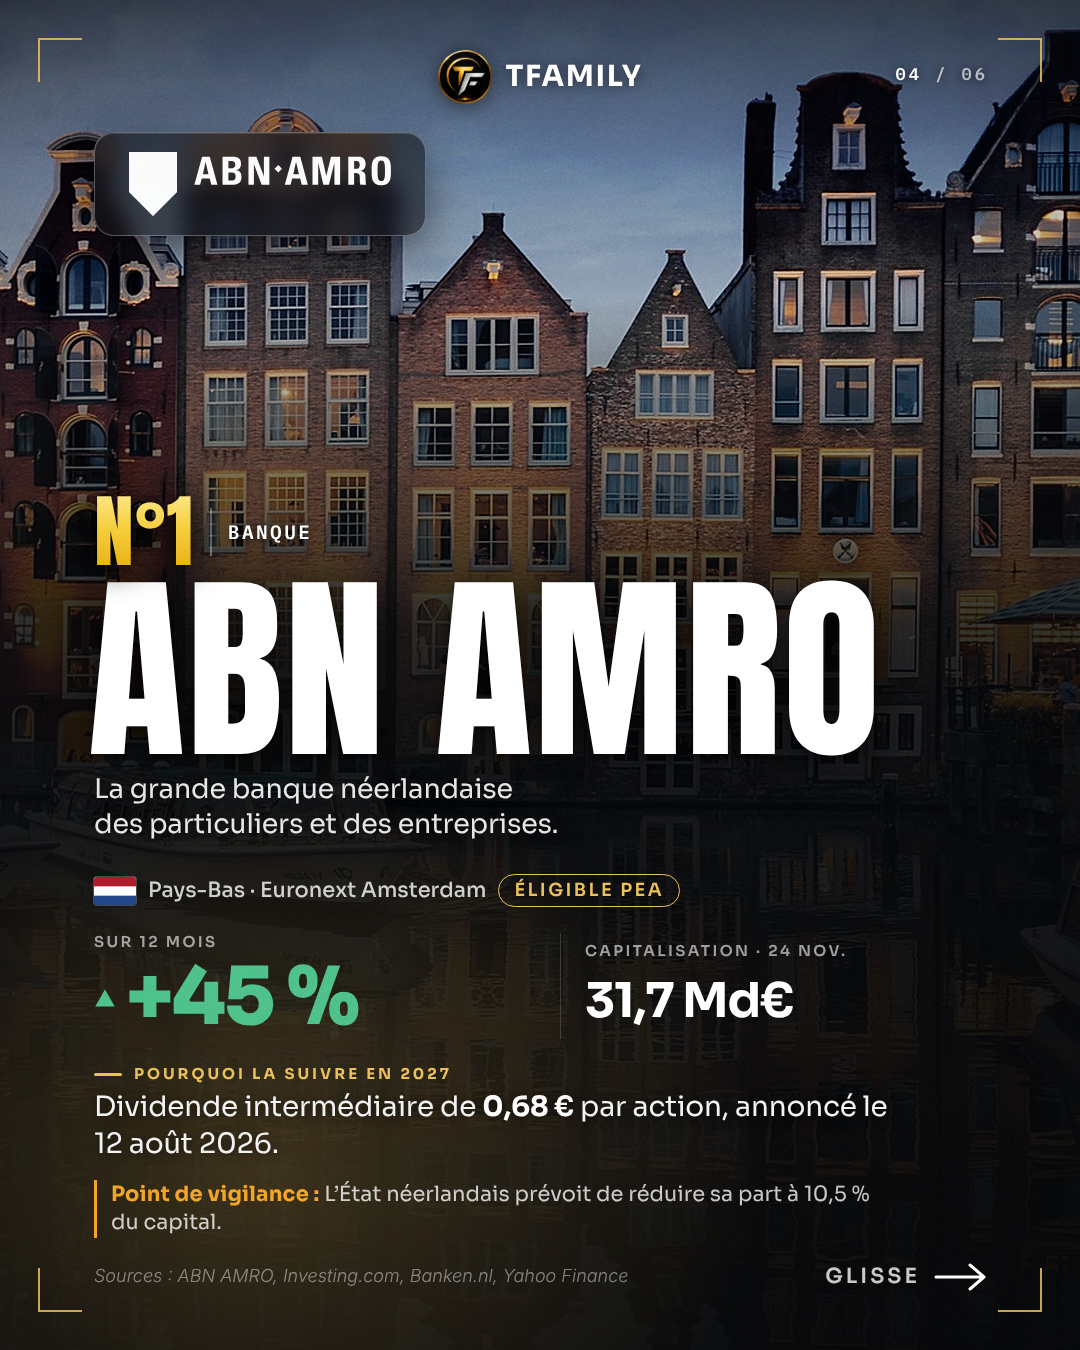 TFAMILY
04 / 06
ABN·AMRO
N°1
BANQUE
ABN AMRO
La grande banque néerlandaise
des particuliers et des entreprises.
Pays-Bas · Euronext Amsterdam
ÉLIGIBLE PEA
SUR 12 MOIS
▲ +45 %
CAPITALISATION · 24 NOV.
31,7 Md€
POURQUOI LA SUIVRE EN 2027
Dividende intermédiaire de 0,68 € par action, annoncé le
12 août 2026.
Point de vigilance : L’État néerlandais prévoit de réduire sa part à 10,5 %
du capital.
Sources : ABN AMRO, Investing.com, Banken.nl, Yahoo Finance
GLISSE →